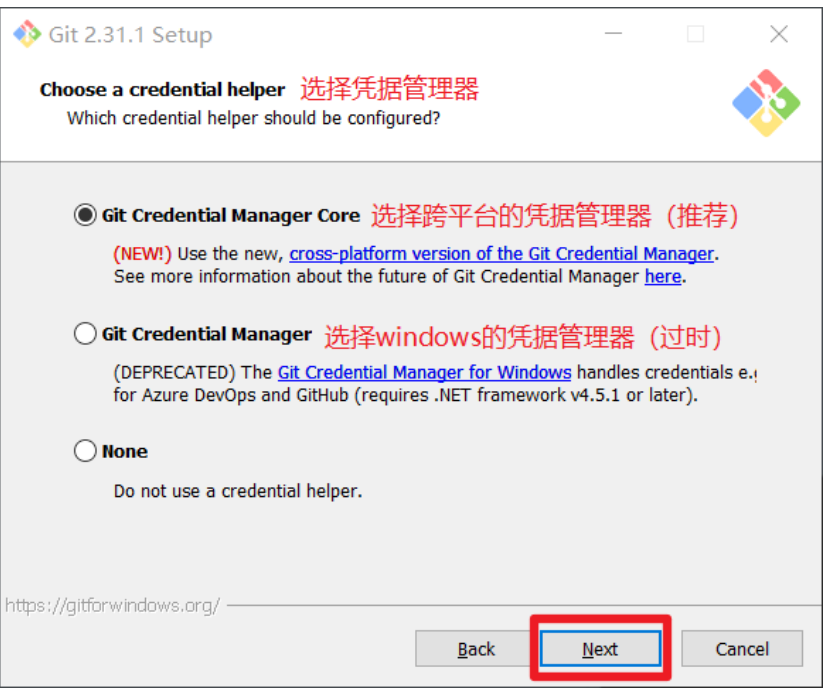 Git 2.31.1 Setup
Choose a credential helper 选择凭据管理器
Which credential helper should be configured?
Git Credential Manager Core 选择跨平台的凭据管理器（推荐）
(NEW!) Use the new, cross-platform version of the Git Credential Manager.
See more information about the future of Git Credential Manager here.
Git Credential Manager 选择windows的凭据管理器（过时）
(DEPRECATED) The Git Credential Manager for Windows handles credentials e.
for Azure DevOps and GitHub (requires .NET framework v4.5.1 or later).
None
Do not use a credential helper.
https://gitforwindows.org/
Back Next Cancel